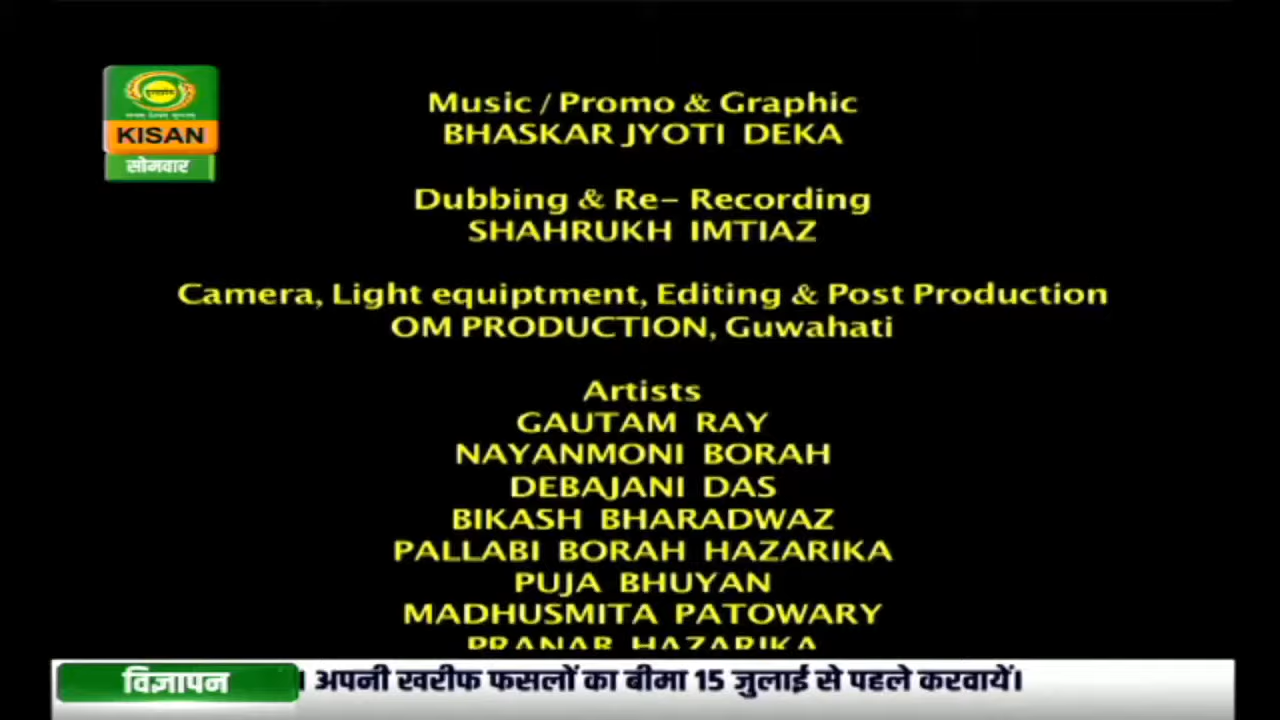 KISAN
सोमवार
Music / Promo & Graphic
BHASKAR JYOTI DEKA
Dubbing & Re- Recording
SHAHRUKH IMTIAZ
Camera, Light equiptment, Editing & Post Production
OM PRODUCTION, Guwahati
Artists
GAUTAM RAY
NAYANMONI BORAH
DEBAJANI DAS
BIKASH BHARADWAZ
PALLABI BORAH HAZARIKA
PUJA BHUYAN
MADHUSMITA PATOWARY
HAZARIKA
विज्ञापन
। अपनी खरीफ फसलों का बीमा 15 जुलाई से पहले करवायें।